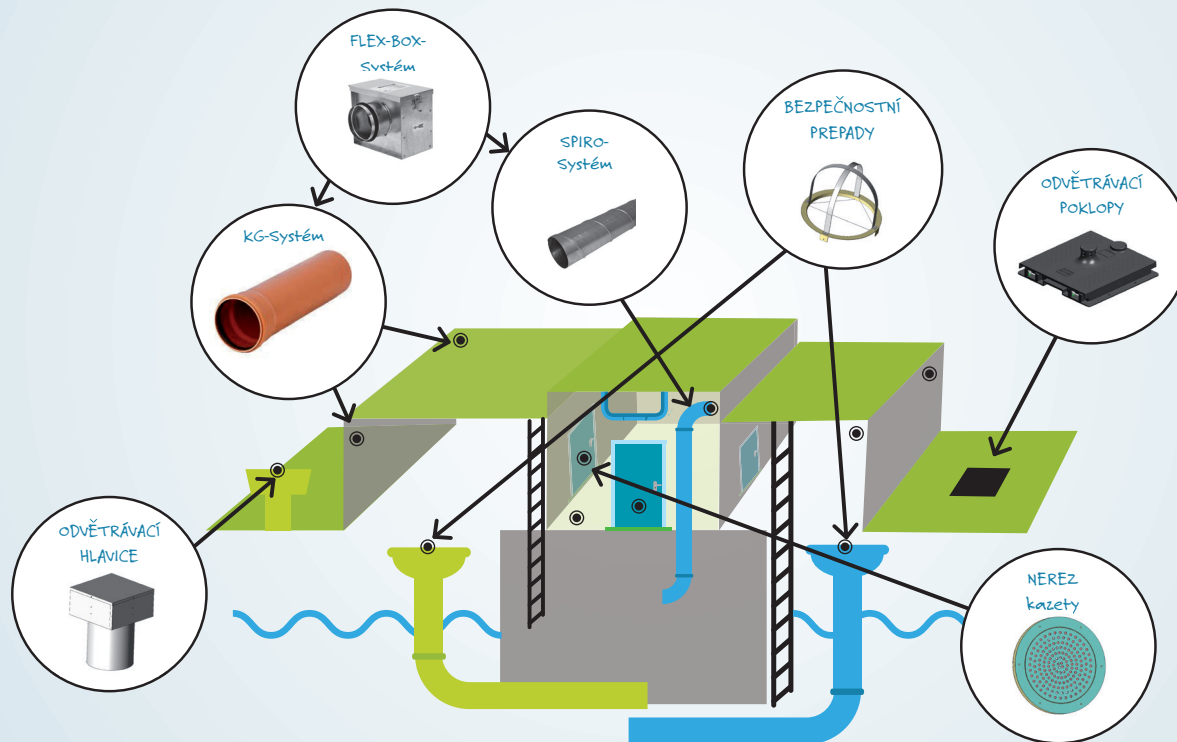 FLEX-BOX-
Systém
SPIRO-
Systém
BEZPEČNOSTNÍ
PREPADY
ODVĚTRÁVACÍ
POKLOPY
KG-Systém
ODVĚTRÁVACÍ
HLAVICE
NEREZ
kazety